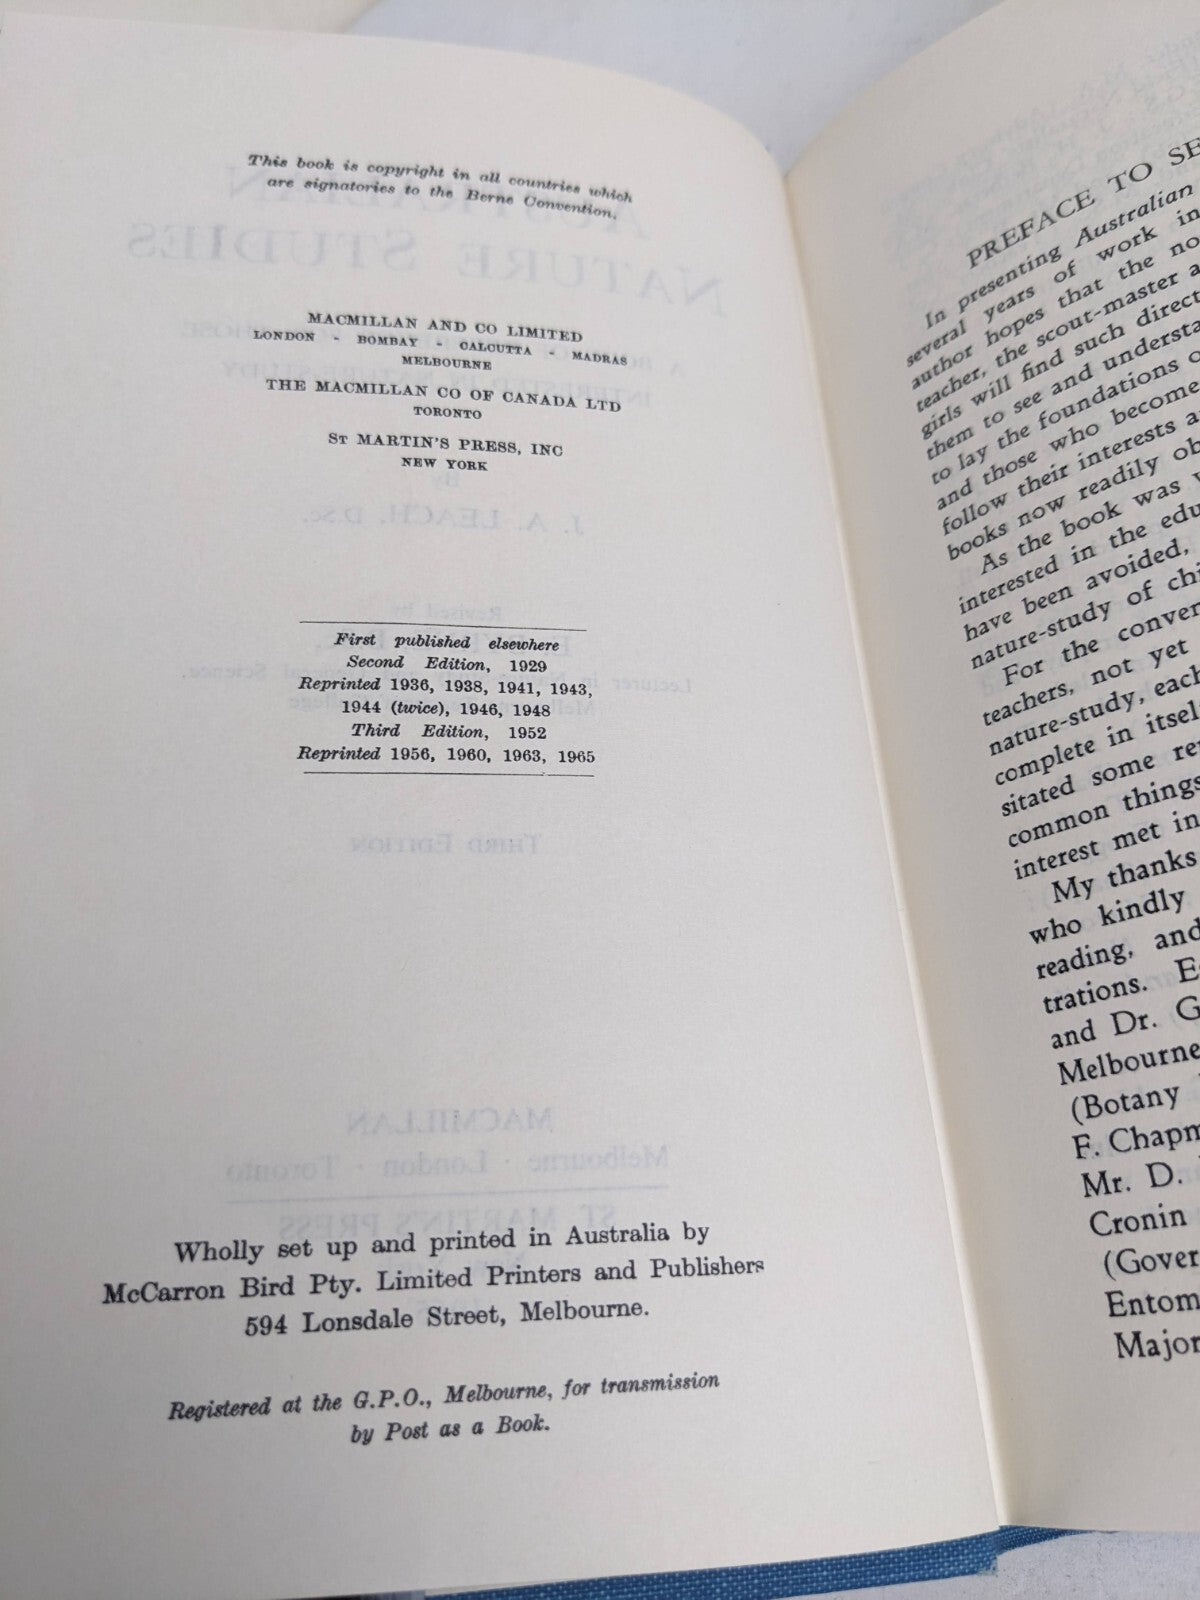 This book is copyright in all countries which
are signatories to the Berne Convention.
MACMILLAN AND CO LIMITED
LONDON - BOMBAY - CALCUTTA - MADRAS
MELBOURNE
THE MACMILLAN CO OF CANADA LTD
TORONTO
ST MARTIN'S PRESS, INC
NEW YORK
First published elsewhere
Second Edition, 1929
Reprinted 1936, 1938, 1941, 1943,
1944 (twice), 1946, 1948
Third Edition, 1952
Reprinted 1956, 1960, 1963, 1965
Wholly set up and printed in Australia by
McCarron Bird Pty. Limited Printers and Publishers
594 Lonsdale Street, Melbourne.
Registered at the G.P.O., Melbourne, for transmission
by Post as a Book.
PREFACE TO SE
In presenting Australian
several years of work in
author hopes that the no
teacher, the scout-master a
girls will find such direct
them to see and understa
to lay the foundations o
and those who become
follow their interests a
books now readily ob
As the book was
interested in the edu
have been avoided,
nature-study of chi
For the conver
teachers, not yet
nature-study, each
complete in itsel
sitated some re
common things
interest met in
My thanks
who kindly
reading, and
trations. E
and Dr. G
Melbourne
(Botany
F. Chapm
Mr. D.
Cronin
(Gover
Entom
Major